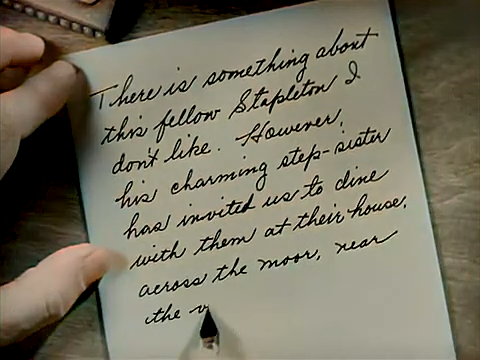 There is something about
this fellow Stapleton I
don't like. However,
his charming step-sister
has invited us to dine
with them at their house,
across the moor, near
the v